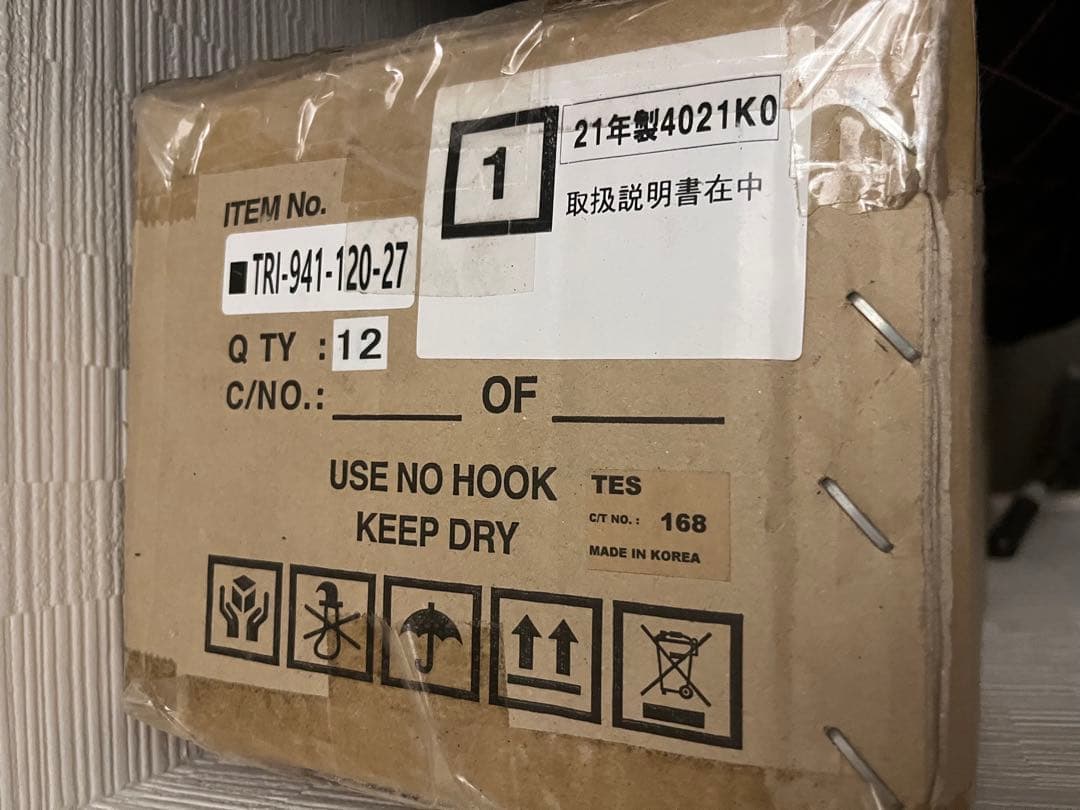 1
21年製4021K0
取扱説明書在中
ITEM No.
■TRI-941-120-27
Q TY : 12
C/NO.: ______ OF ______
USE NO HOOK
KEEP DRY
TES
C/T NO. : 168
MADE IN KOREA